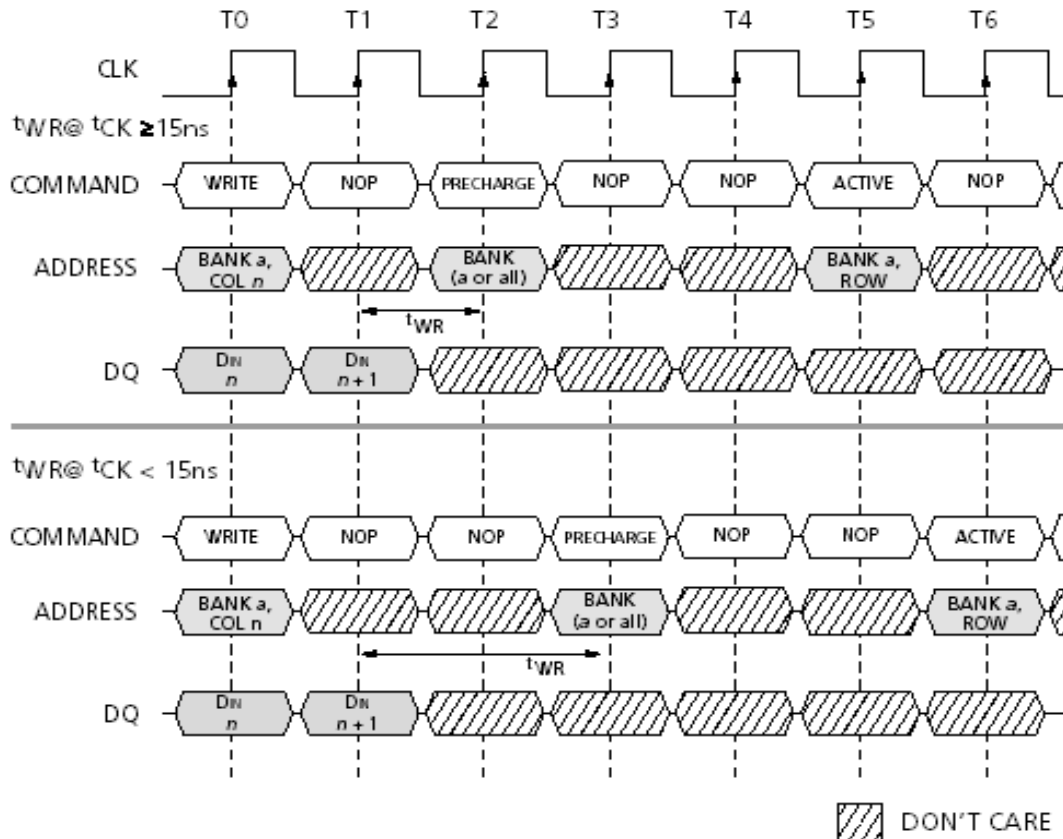 T0 T1 T2 T3 T4 T5 T6
CLK
tWR@ tCK ≥15ns
COMMAND WRITE NOP PRECHARGE NOP NOP ACTIVE NOP
ADDRESS BANK a, COL n BANK (a or all) BANK a, ROW
tWR
DQ DIN n DIN n + 1
tWR@ tCK < 15ns
COMMAND WRITE NOP NOP PRECHARGE NOP NOP ACTIVE
ADDRESS BANK a, COL n BANK (a or all) BANK a, ROW
tWR
DQ DIN n DIN n + 1
DON'T CARE